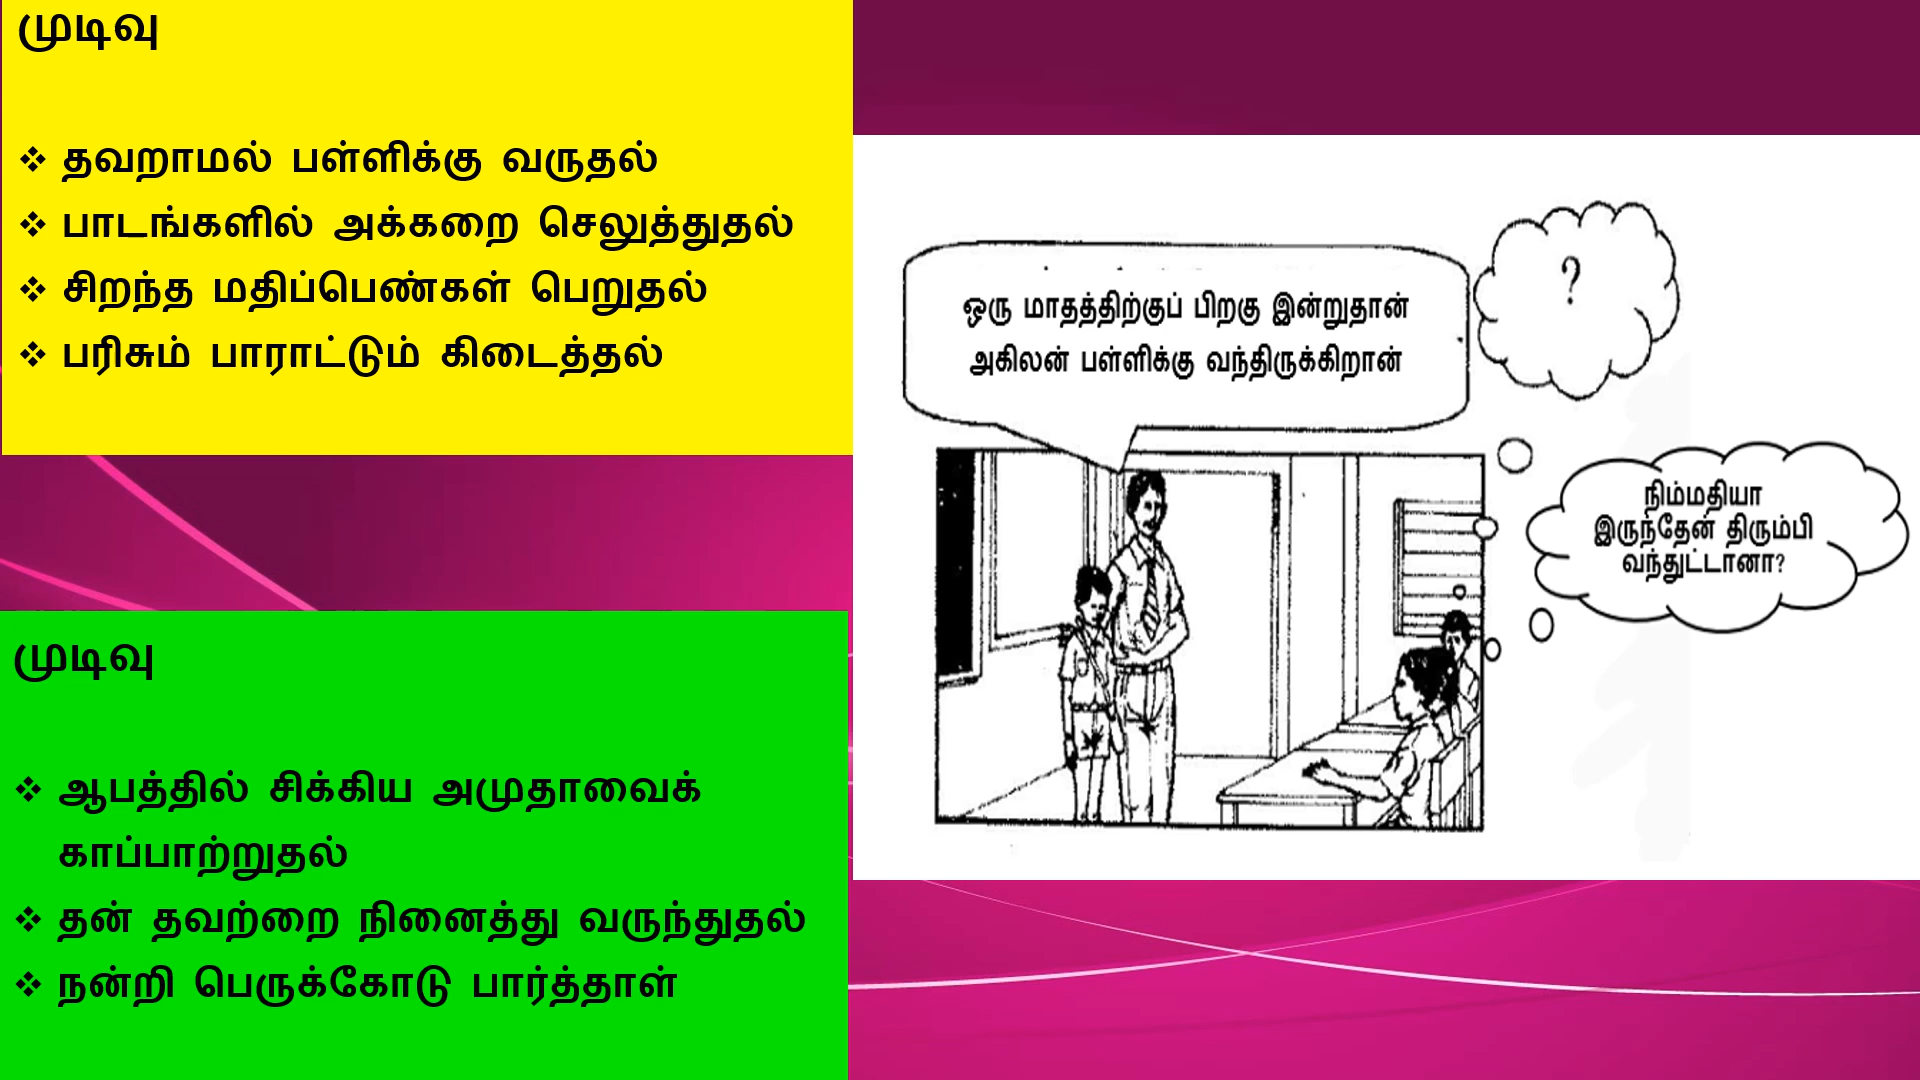 முடிவு
❖ தவறாமல் பள்ளிக்கு வருதல்
❖ பாடங்களில் அக்கறை செலுத்துதல்
❖ சிறந்த மதிப்பெண்கள் பெறுதல்
❖ பரிசும் பாராட்டும் கிடைத்தல்
முடிவு
❖ ஆபத்தில் சிக்கிய அமுதாவைக்
காப்பாற்றுதல்
❖ தன் தவற்றை நினைத்து வருந்துதல்
❖ நன்றி பெருக்கோடு பார்த்தாள்
ஒரு மாதத்திற்குப் பிறகு இன்றுதான்
அகிலன் பள்ளிக்கு வந்திருக்கிறான்
?
நிம்மதியா
இருந்தேன் திரும்பி
வந்துட்டானா?